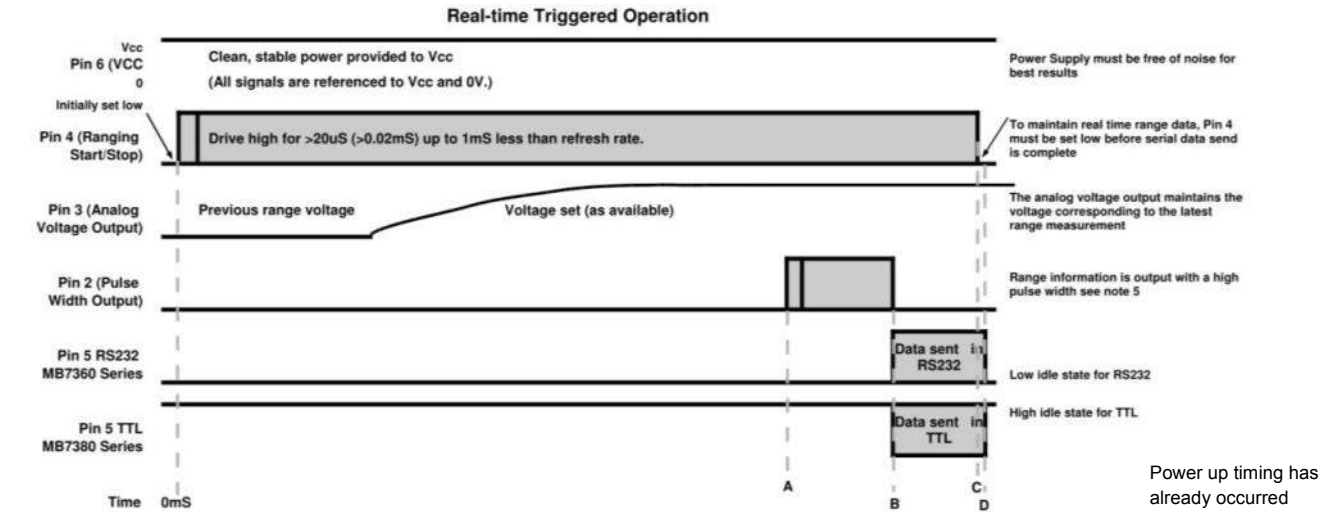 Real-time Triggered Operation
Vcc
Pin 6 (VCC
0
Clean, stable power provided to Vcc
(All signals are referenced to Vcc and 0V.)
Power Supply must be free of noise for
best results
Initially set low
Pin 4 (Ranging
Start/Stop)
Drive high for >20uS (>0.02mS) up to 1mS less than refresh rate.
To maintain real time range data, Pin 4
must be set low before serial data send
is complete
Pin 3 (Analog
Voltage Output)
Previous range voltage
Voltage set (as available)
The analog voltage output maintains the
voltage corresponding to the latest
range measurement
Pin 2 (Pulse
Width Output)
Range information is output with a high
pulse width see note 5
Pin 5 RS232
MB7360 Series
Data sent in
RS232
Low idle state for RS232
High idle state for TTL
Pin 5 TTL
MB7380 Series
Data sent in
TTL
Time 0mS
A
B
C
D
Power up timing has
already occurred